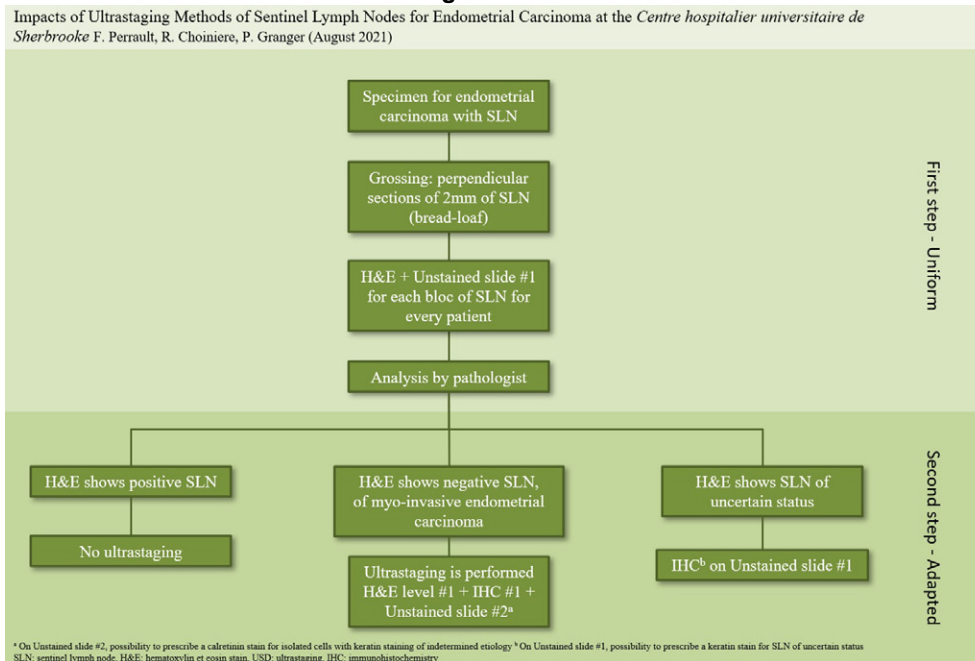 Impacts of Ultrastaging Methods of Sentinel Lymph Nodes for Endometrial Carcinoma at the Centre hospitalier universitaire de
Sherbrooke F. Perrault, R. Choiniere, P. Granger (August 2021)
Specimen for endometrial
carcinoma with SLN
Grossing: perpendicular
sections of 2mm of SLN
(bread-loaf)
H&E + Unstained slide #1
for each bloc of SLN for
every patient
Analysis by pathologist
First step - Uniform
H&E shows positive SLN
No ultrastaging
H&E shows negative SLN,
of myo-invasive endometrial
carcinoma
Ultrastaging is performed
H&E level #1 + IHC #1 +
Unstained slide #2ᵃ
H&E shows SLN of
uncertain status
IHCᵇ on Unstained slide #1
Second step - Adapted
ᵃ On Unstained slide #2, possibility to prescribe a calretinin stain for isolated cells with keratin staining of indetermined etiology ᵇ On Unstained slide #1, possibility to prescribe a keratin stain for SLN of uncertain status
SLN: sentinel lymph node, H&E: hematoxylin et eosin stain, USD: ultrastaging, IHC: immunohistochemistry